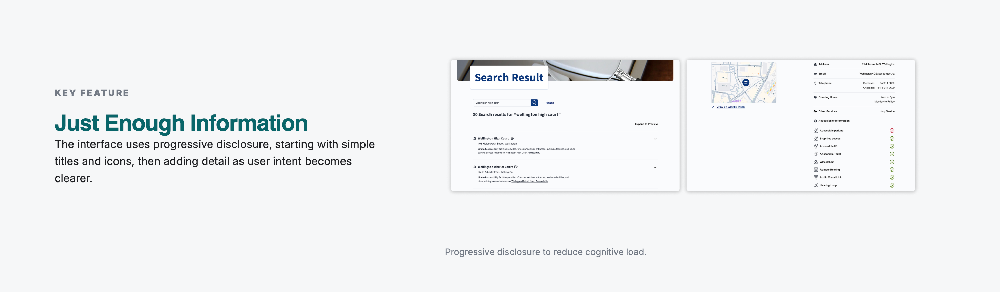 KEY FEATURE
Just Enough Information
The interface uses progressive disclosure, starting with simple
titles and icons, then adding detail as user intent becomes
clearer.
Search Result
wellington high court
Reset
30 Search results for “wellington high court”
Expand to Preview
Wellington High Court
101 Molesworth Street, Wellington
Limited accessibility facilities provided. Check wheelchair entrances, available facilities, and other
building access features on Wellington High Court Accessibility
Wellington District Court
65-69 Albert Street, Wellington
Limited accessibility facilities provided. Check wheelchair entrances, available facilities, and
other building access features on Wellington District Court Accessibility
View on Google Maps
Address 2 Molesworth St, Wellington
Email WellingtonHC@justice.govt.nz
Telephone Domestic 04 914 3600
Overseas +64 4 914 3600
Opening Hours 9am to 5pm
Monday to Friday
Other Services Jury Service
Accessibility Information
Accessible parking
Step-free access
Accessible lift
Accessible Toilet
Wheelchair
Remote Hearing
Audio Visual Link
Hearing Loop
Progressive disclosure to reduce cognitive load.